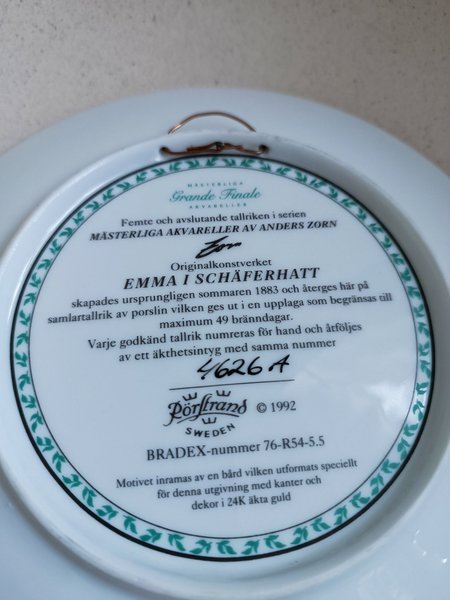 MÄSTERLIGA
Grande Finale
AKVARELLER
Femte och avslutande tallriken i serien
MÄSTERLIGA AKVARELLER AV ANDERS ZORN
Zorn
Originalkonstverket
EMMA I SCHÄFERHATT
skapades ursprungligen sommaren 1883 och återges här på
samlartallrik av porslin vilken ges ut i en upplaga som begränsas till
maximum 49 bränndagar.
Varje godkänd tallrik numreras för hand och åtföljes
av ett äkthetsintyg med samma nummer
4626A
Rörstrand © 1992
SWEDEN
BRADEX-nummer 76-R54-5.5
Motivet inramas av en bård vilken utformats speciellt
för denna utgivning med kanter och
dekor i 24K äkta guld